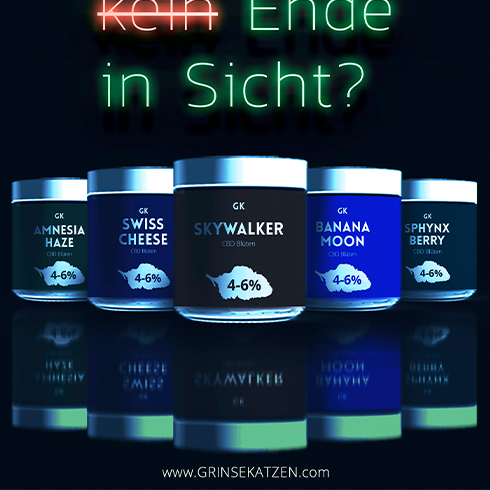 kein Ende
in Sicht?
GK
AMNESIA
HAZE
CBD Blüten
4-6%
GK
SWISS
CHEESE
CBD Blüten
4-6%
GK
SKYWALKER
CBD Blüten
4-6%
GK
BANANA
MOON
CBD Blüten
4-6%
GK
SPHYNX
BERRY
CBD Blüten
4-6%
www.GRINSEKATZEN.com